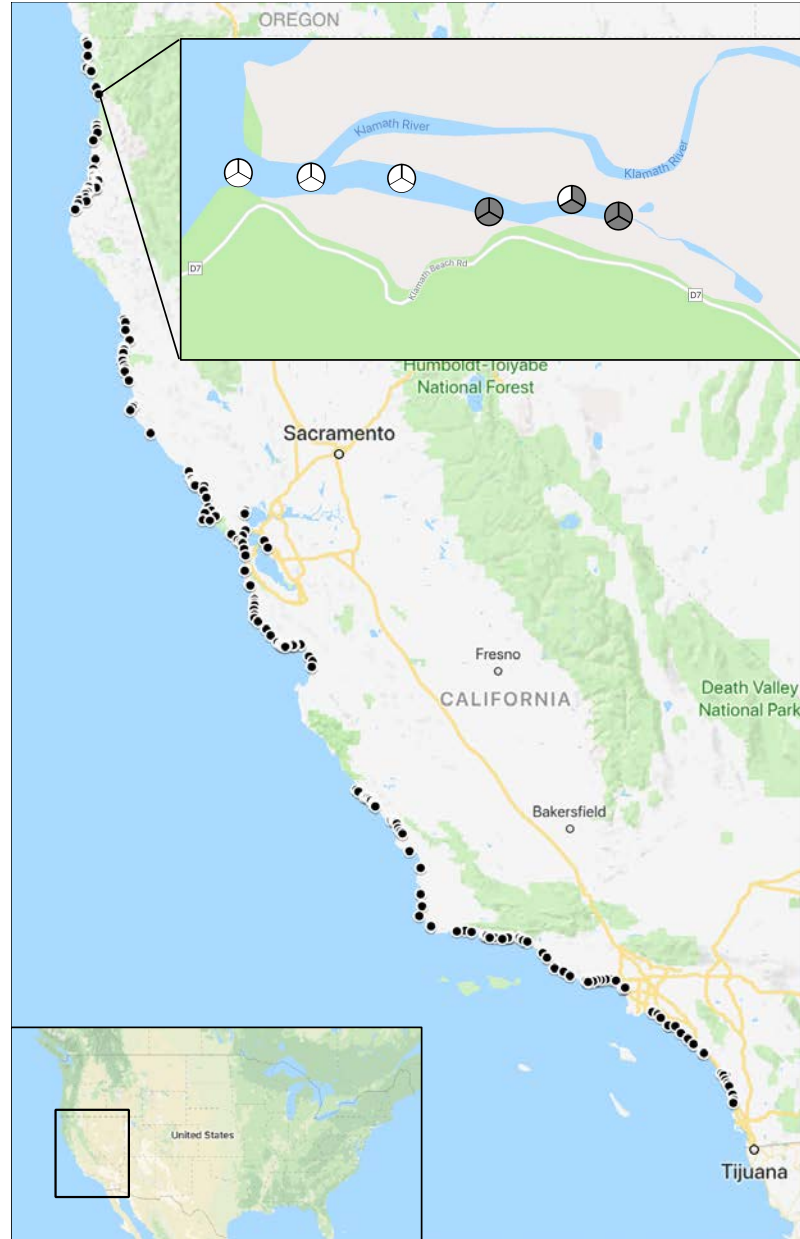 OREGON
Klamath River
Klamath River
Klamath Beach Rd
D7
D7
Humboldt-Toiyabe
National Forest
Sacramento
Fresno
CALIFORNIA
Death Valley
National Park
Bakersfield
United States
Tijuana